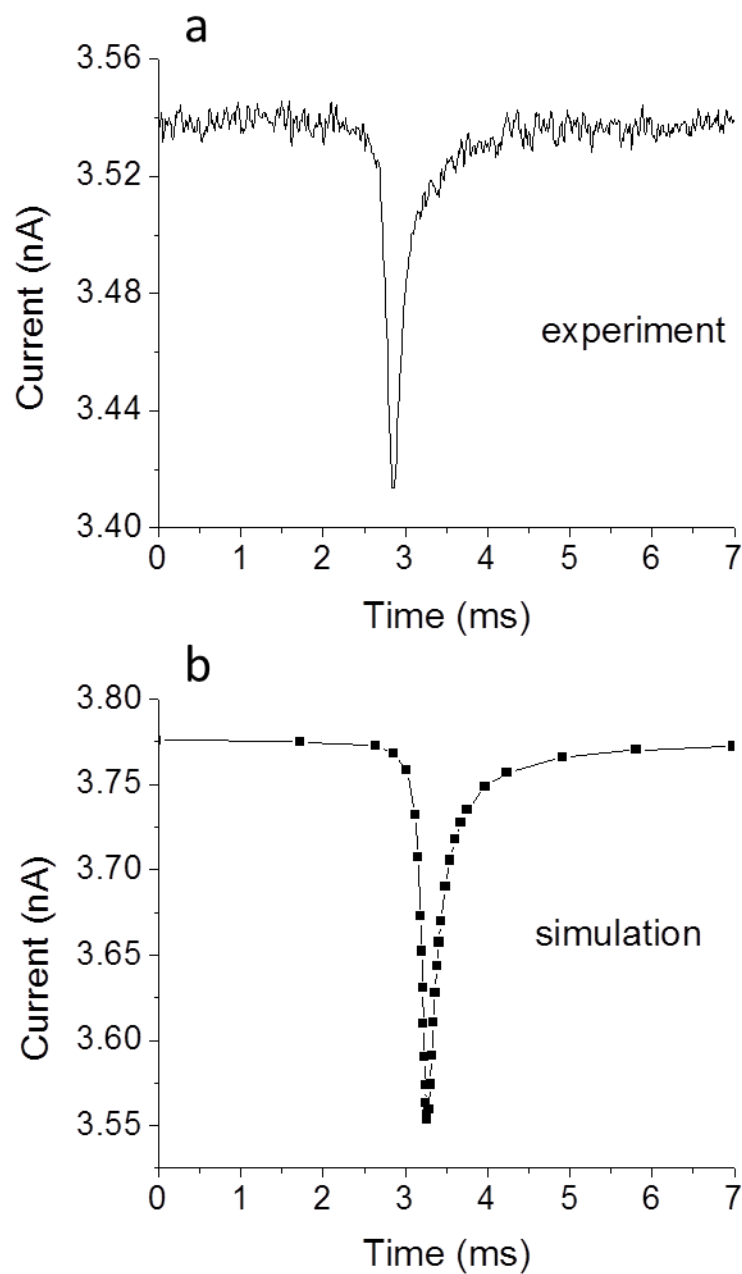 a
3.56
3.52
3.48
3.44
3.40
Current (nA)
experiment
0 1 2 3 4 5 6 7
Time (ms)
b
3.80
3.75
3.70
3.65
3.60
3.55
Current (nA)
simulation
0 1 2 3 4 5 6 7
Time (ms)